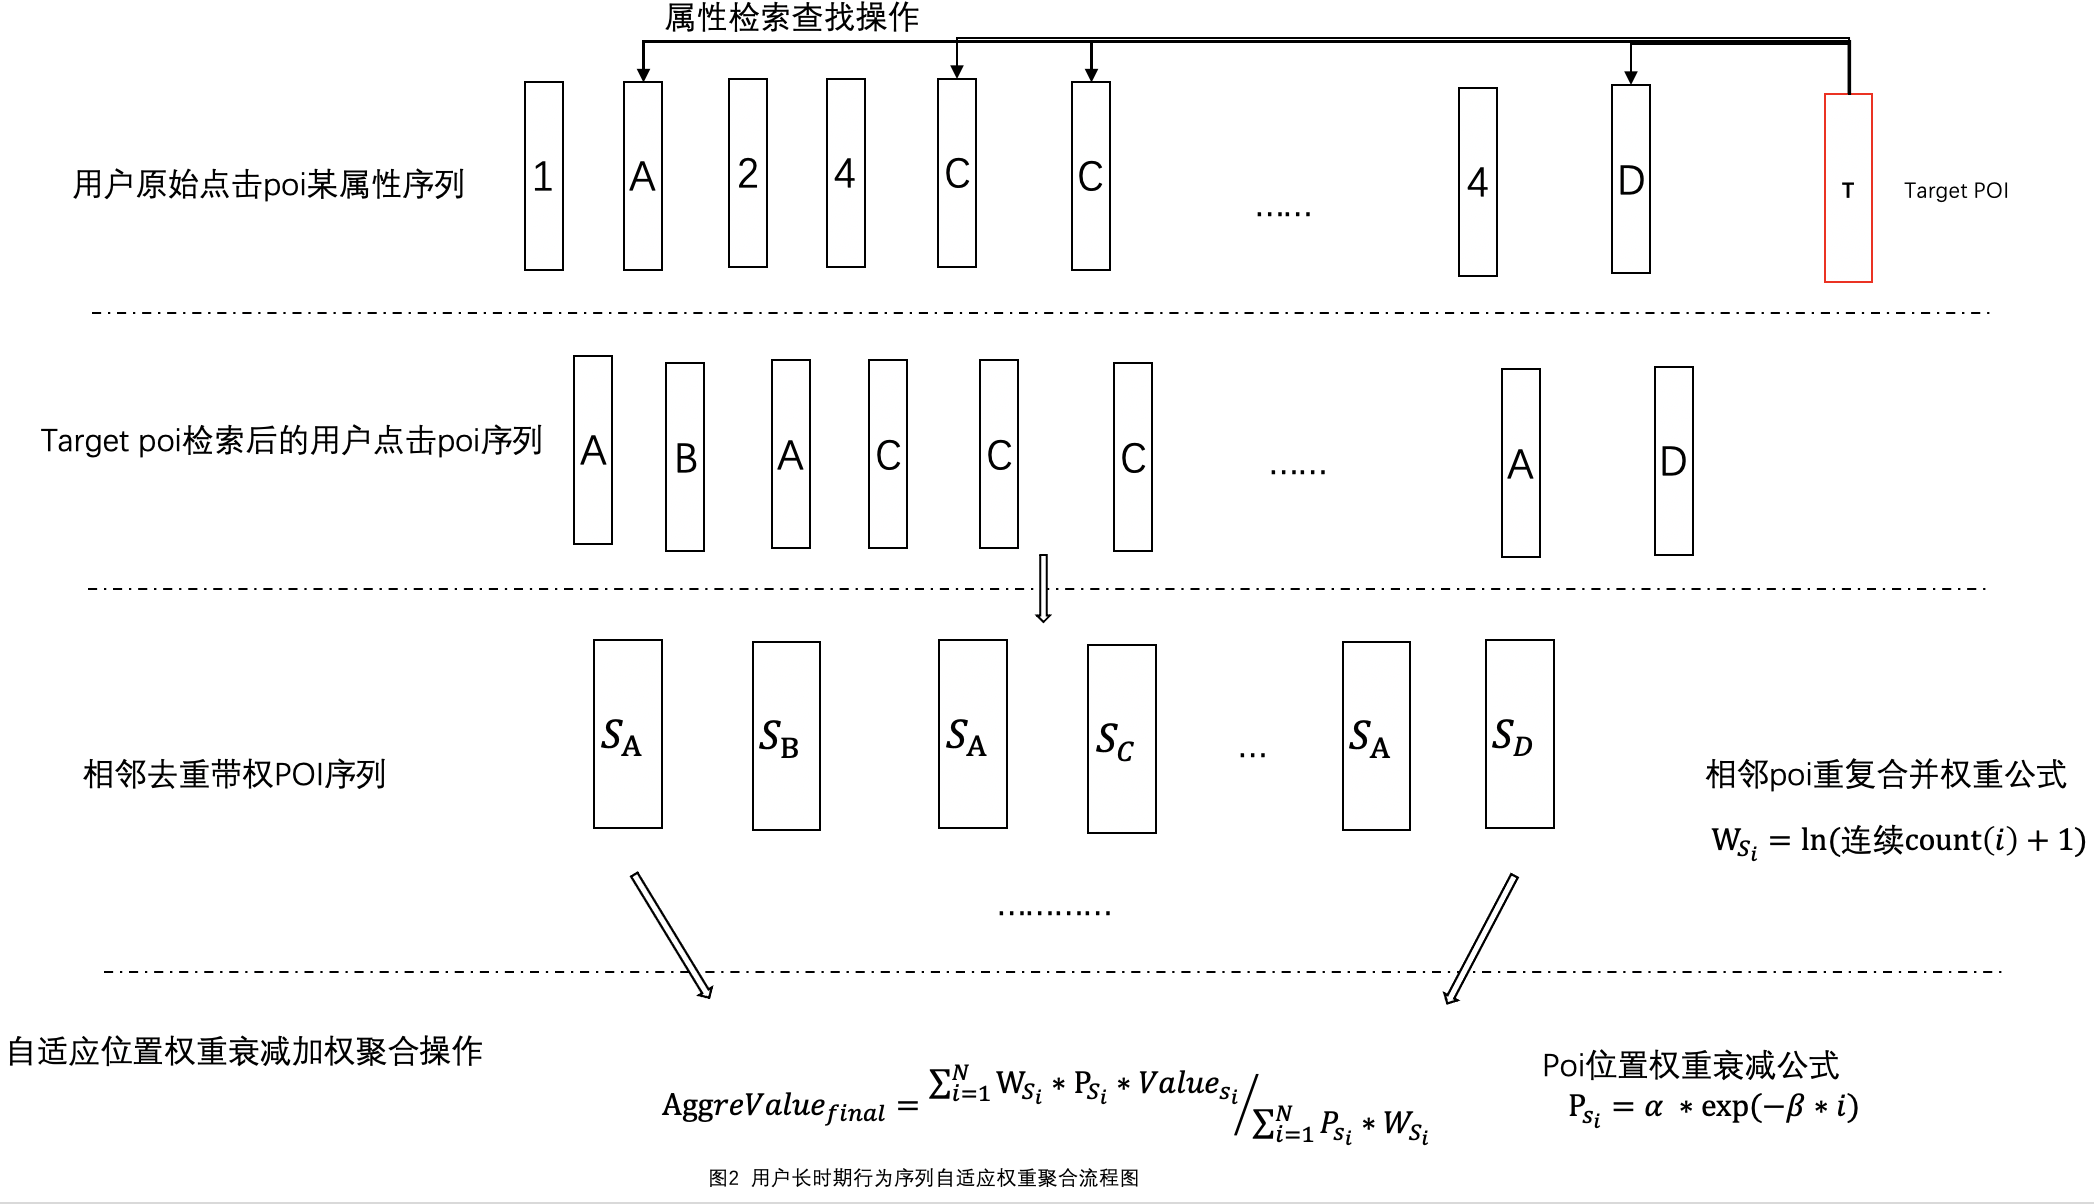 属性检索查找操作
用户原始点击poi某属性序列
1 A 2 4 C C …… 4 D T Target POI
Target poi检索后的用户点击poi序列
A B A C C C …… A D
相邻去重带权POI序列
S_A S_B S_A S_C … S_A S_D
相邻poi重复合并权重公式
W_{S_i} = ln(连续count(i) + 1)
…………
自适应位置权重衰减加权聚合操作
AggreValue_{final} = ∑_{i=1}^{N} W_{S_i} ∗ P_{S_i} ∗ Value_{s_i} / ∑_{i=1}^{N} P_{s_i} ∗ W_{S_i}
Poi位置权重衰减公式
P_{s_i} = α ∗ exp(−β ∗ i)
图2 用户长时期行为序列自适应权重聚合流程图